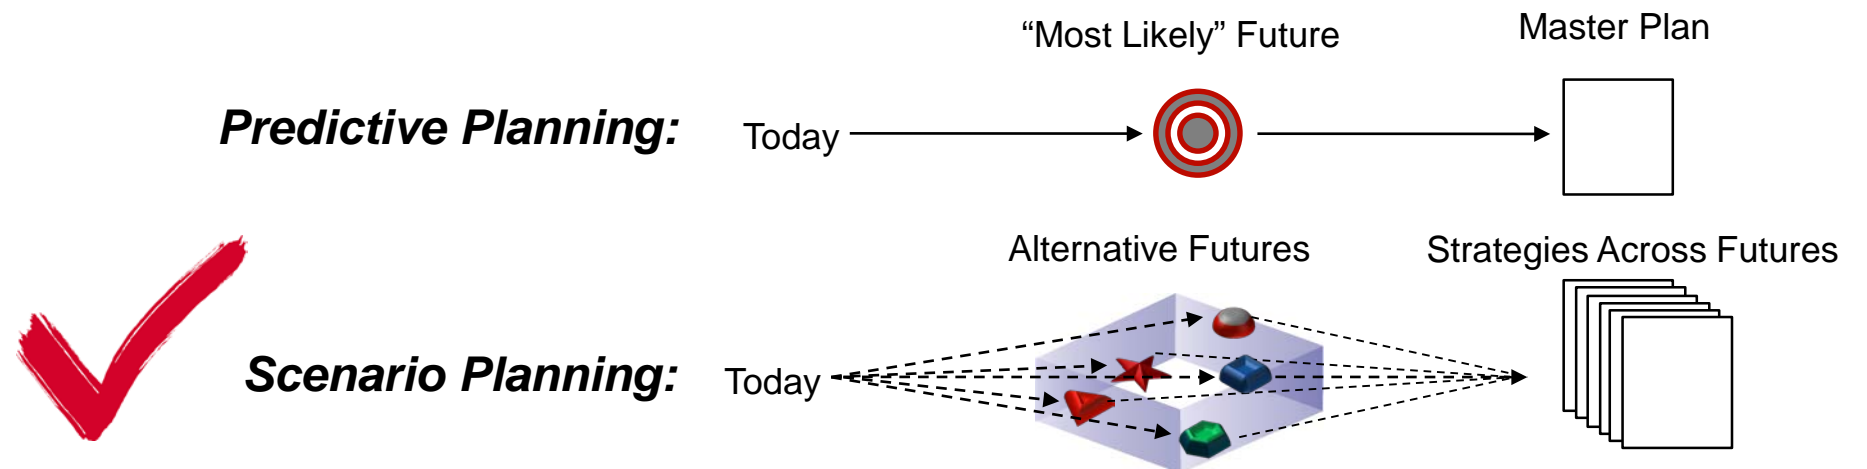 “Most Likely” Future
Master Plan
Predictive Planning:
Today
Alternative Futures
Strategies Across Futures
Scenario Planning:
Today